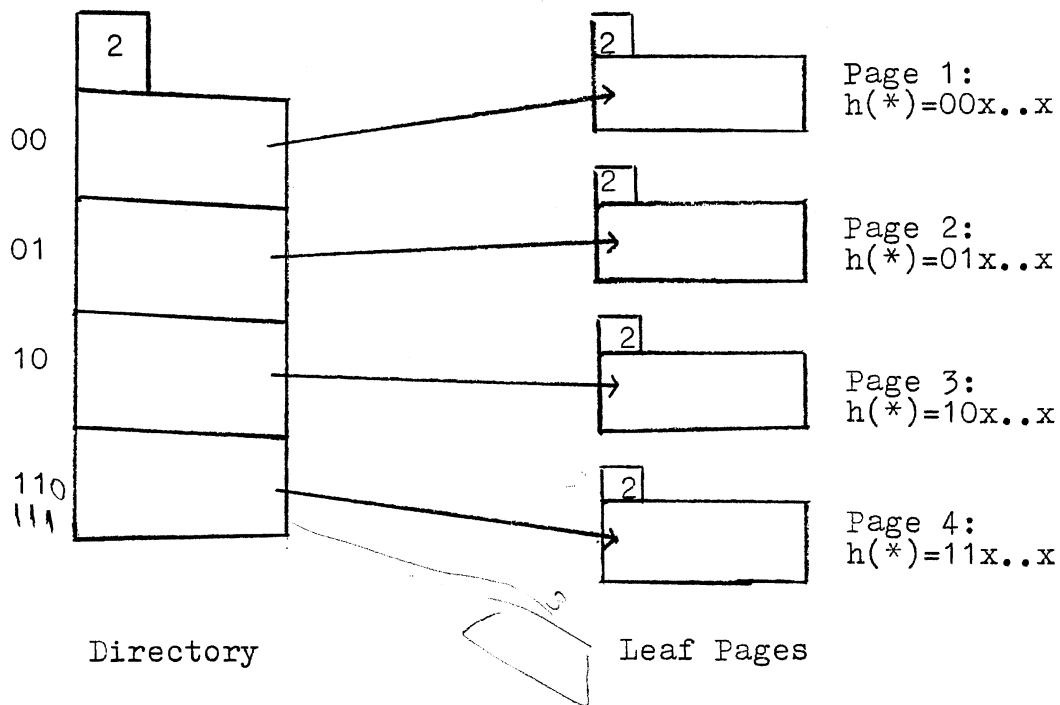 2
00
01
10
110
111
2
Page 1:
h(*)=00x..x
2
Page 2:
h(*)=01x..x
2
Page 3:
h(*)=10x..x
2
Page 4:
h(*)=11x..x
3
Directory
Leaf Pages